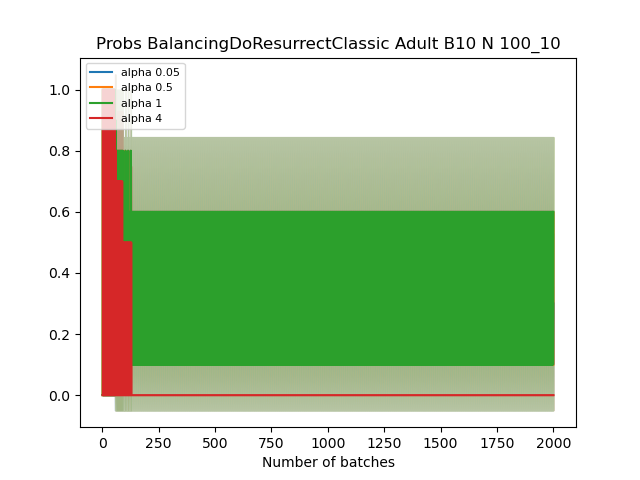 Probs BalancingDoResurrectClassic Adult B10 N 100_10
alpha 0.05
alpha 0.5
alpha 1
alpha 4
1.0
0.8
0.6
0.4
0.2
0.0
0 250 500 750 1000 1250 1500 1750 2000
Number of batches